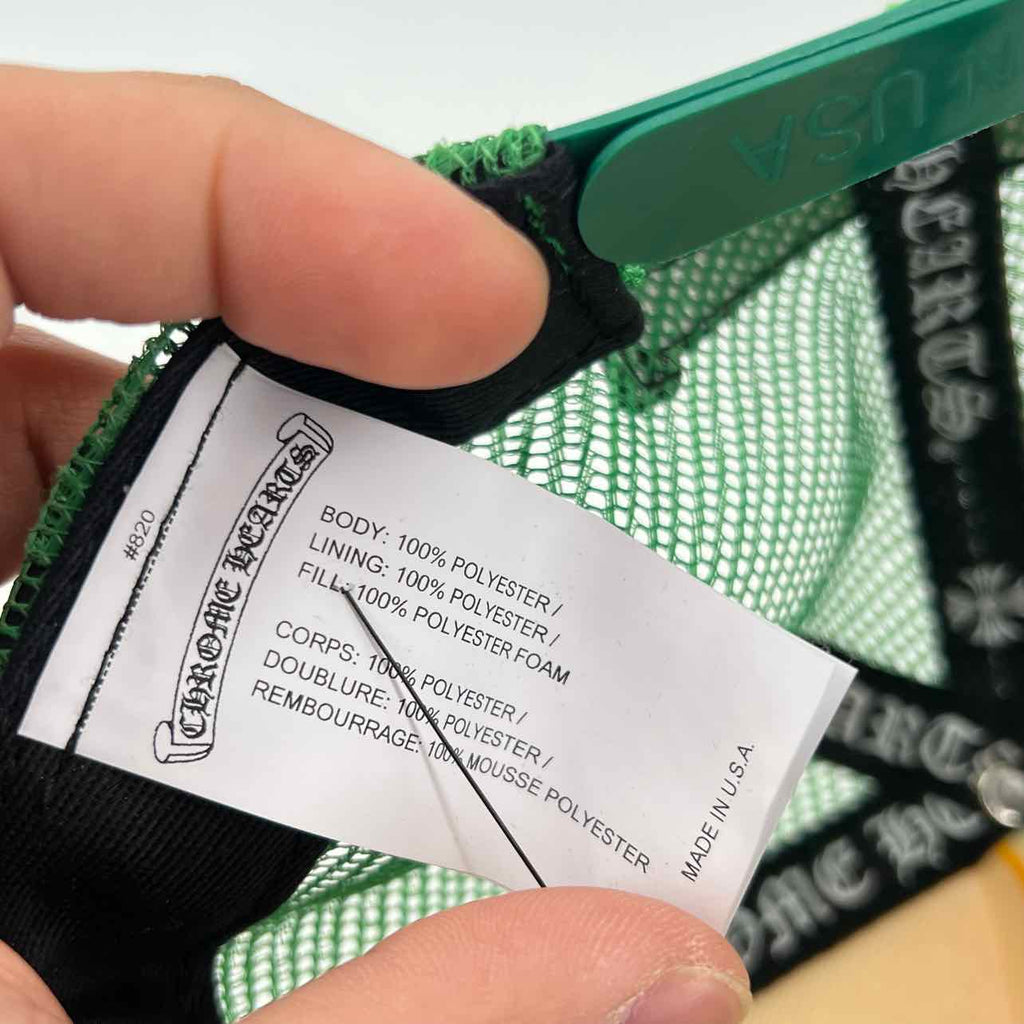 USA
HEARTS
#820
CHROME HEARTS
BODY: 100% POLYESTER /
LINING: 100% POLYESTER /
FILL: 100% POLYESTER FOAM
CORPS: 100% POLYESTER /
DOUBLURE: 100% POLYESTER /
REMBOURRAGE: 100% MOUSSE POLYESTER
MADE IN U.S.A.